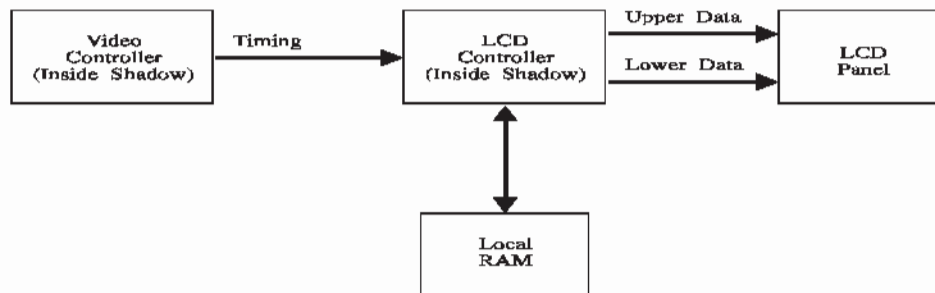 Video
Controller
(Inside Shadow)
Timing
LCD
Controller
(Inside Shadow)
Upper Data
Lower Data
LCD
Panel
Local
RAM